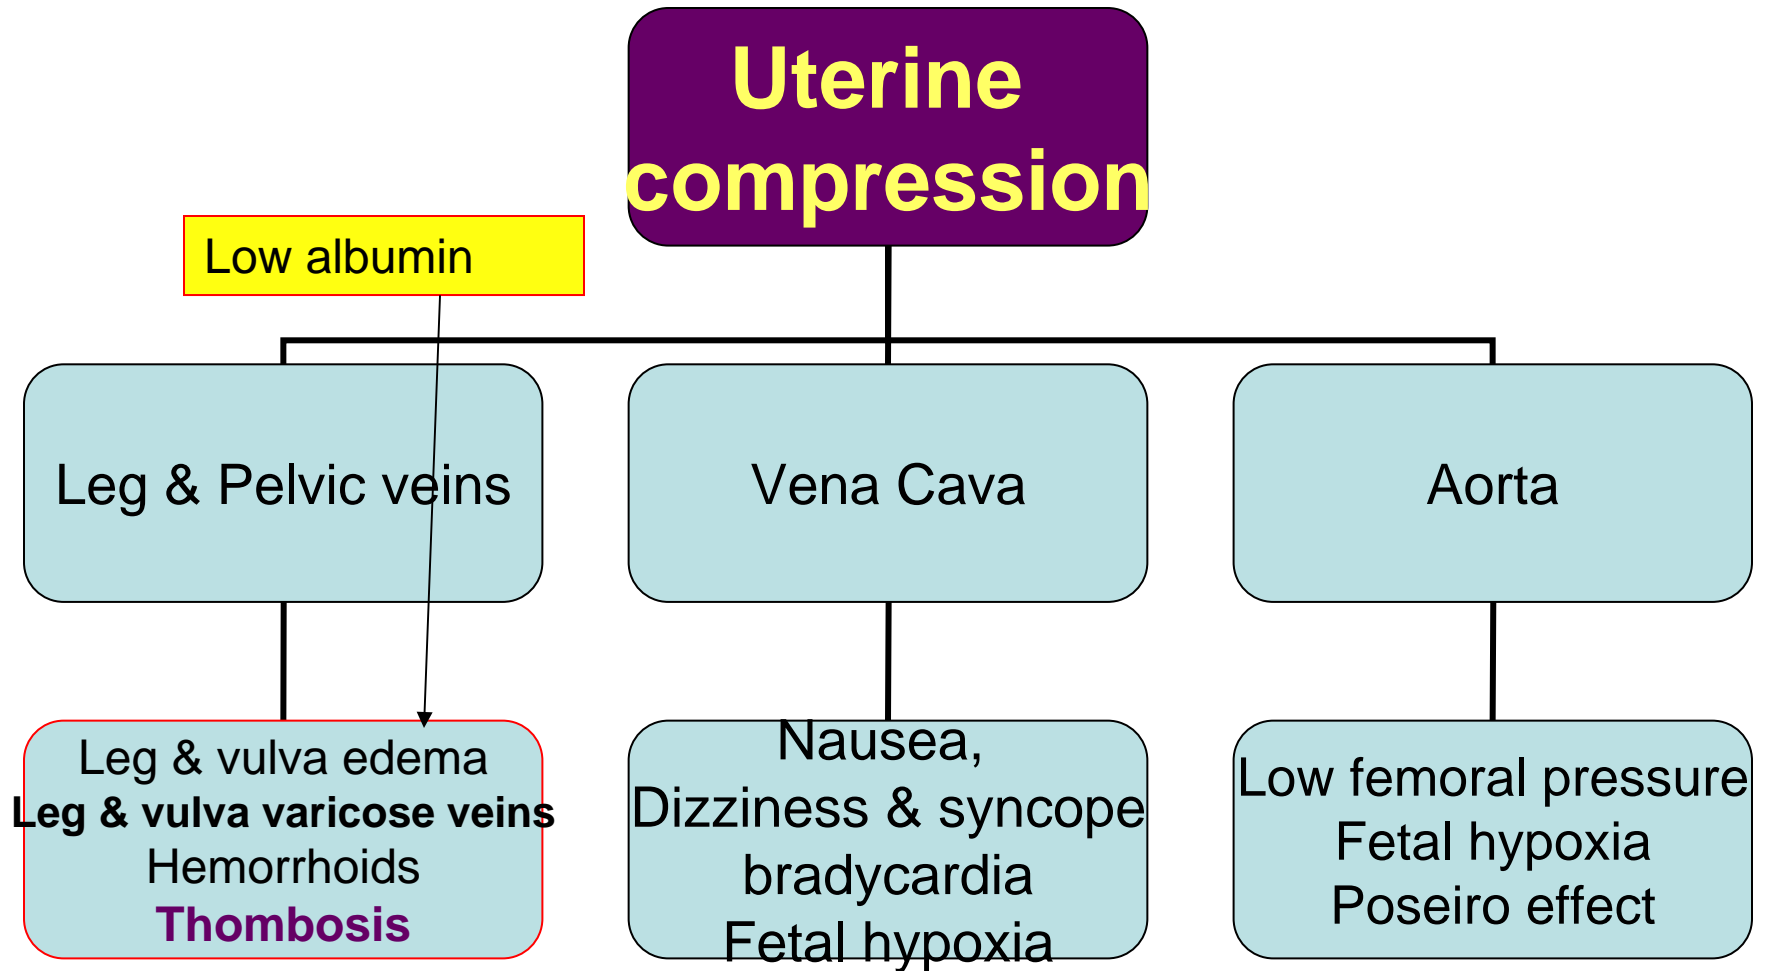 Uterine
compression
Low albumin
Leg & Pelvic veins
Vena Cava
Aorta
Leg & vulva edema
Leg & vulva varicose veins
Hemorrhoids
Thombosis
Nausea,
Dizziness & syncope
bradycardia
Fetal hypoxia
Low femoral pressure
Fetal hypoxia
Poseiro effect